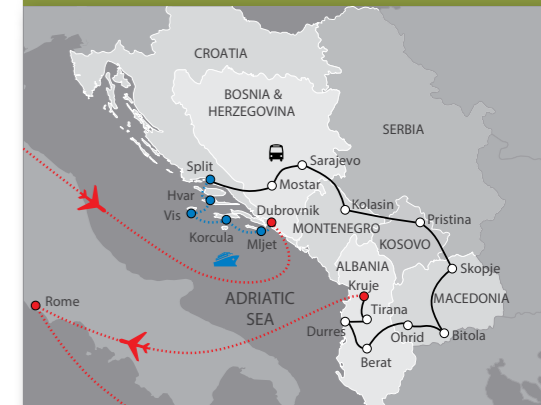 CROATIA
BOSNIA &
HERZEGOVINA
SERBIA
Split
Sarajevo
Mostar
Hvar
Vis
Dubrovnik
Kolasin
Pristina
Korcula
Mljet
MONTENEGRO
KOSOVO
ALBANIA
Skopje
Kruje
ADRIATIC
SEA
MACEDONIA
Rome
Tirana
Durres
Ohrid
Bitola
Berat